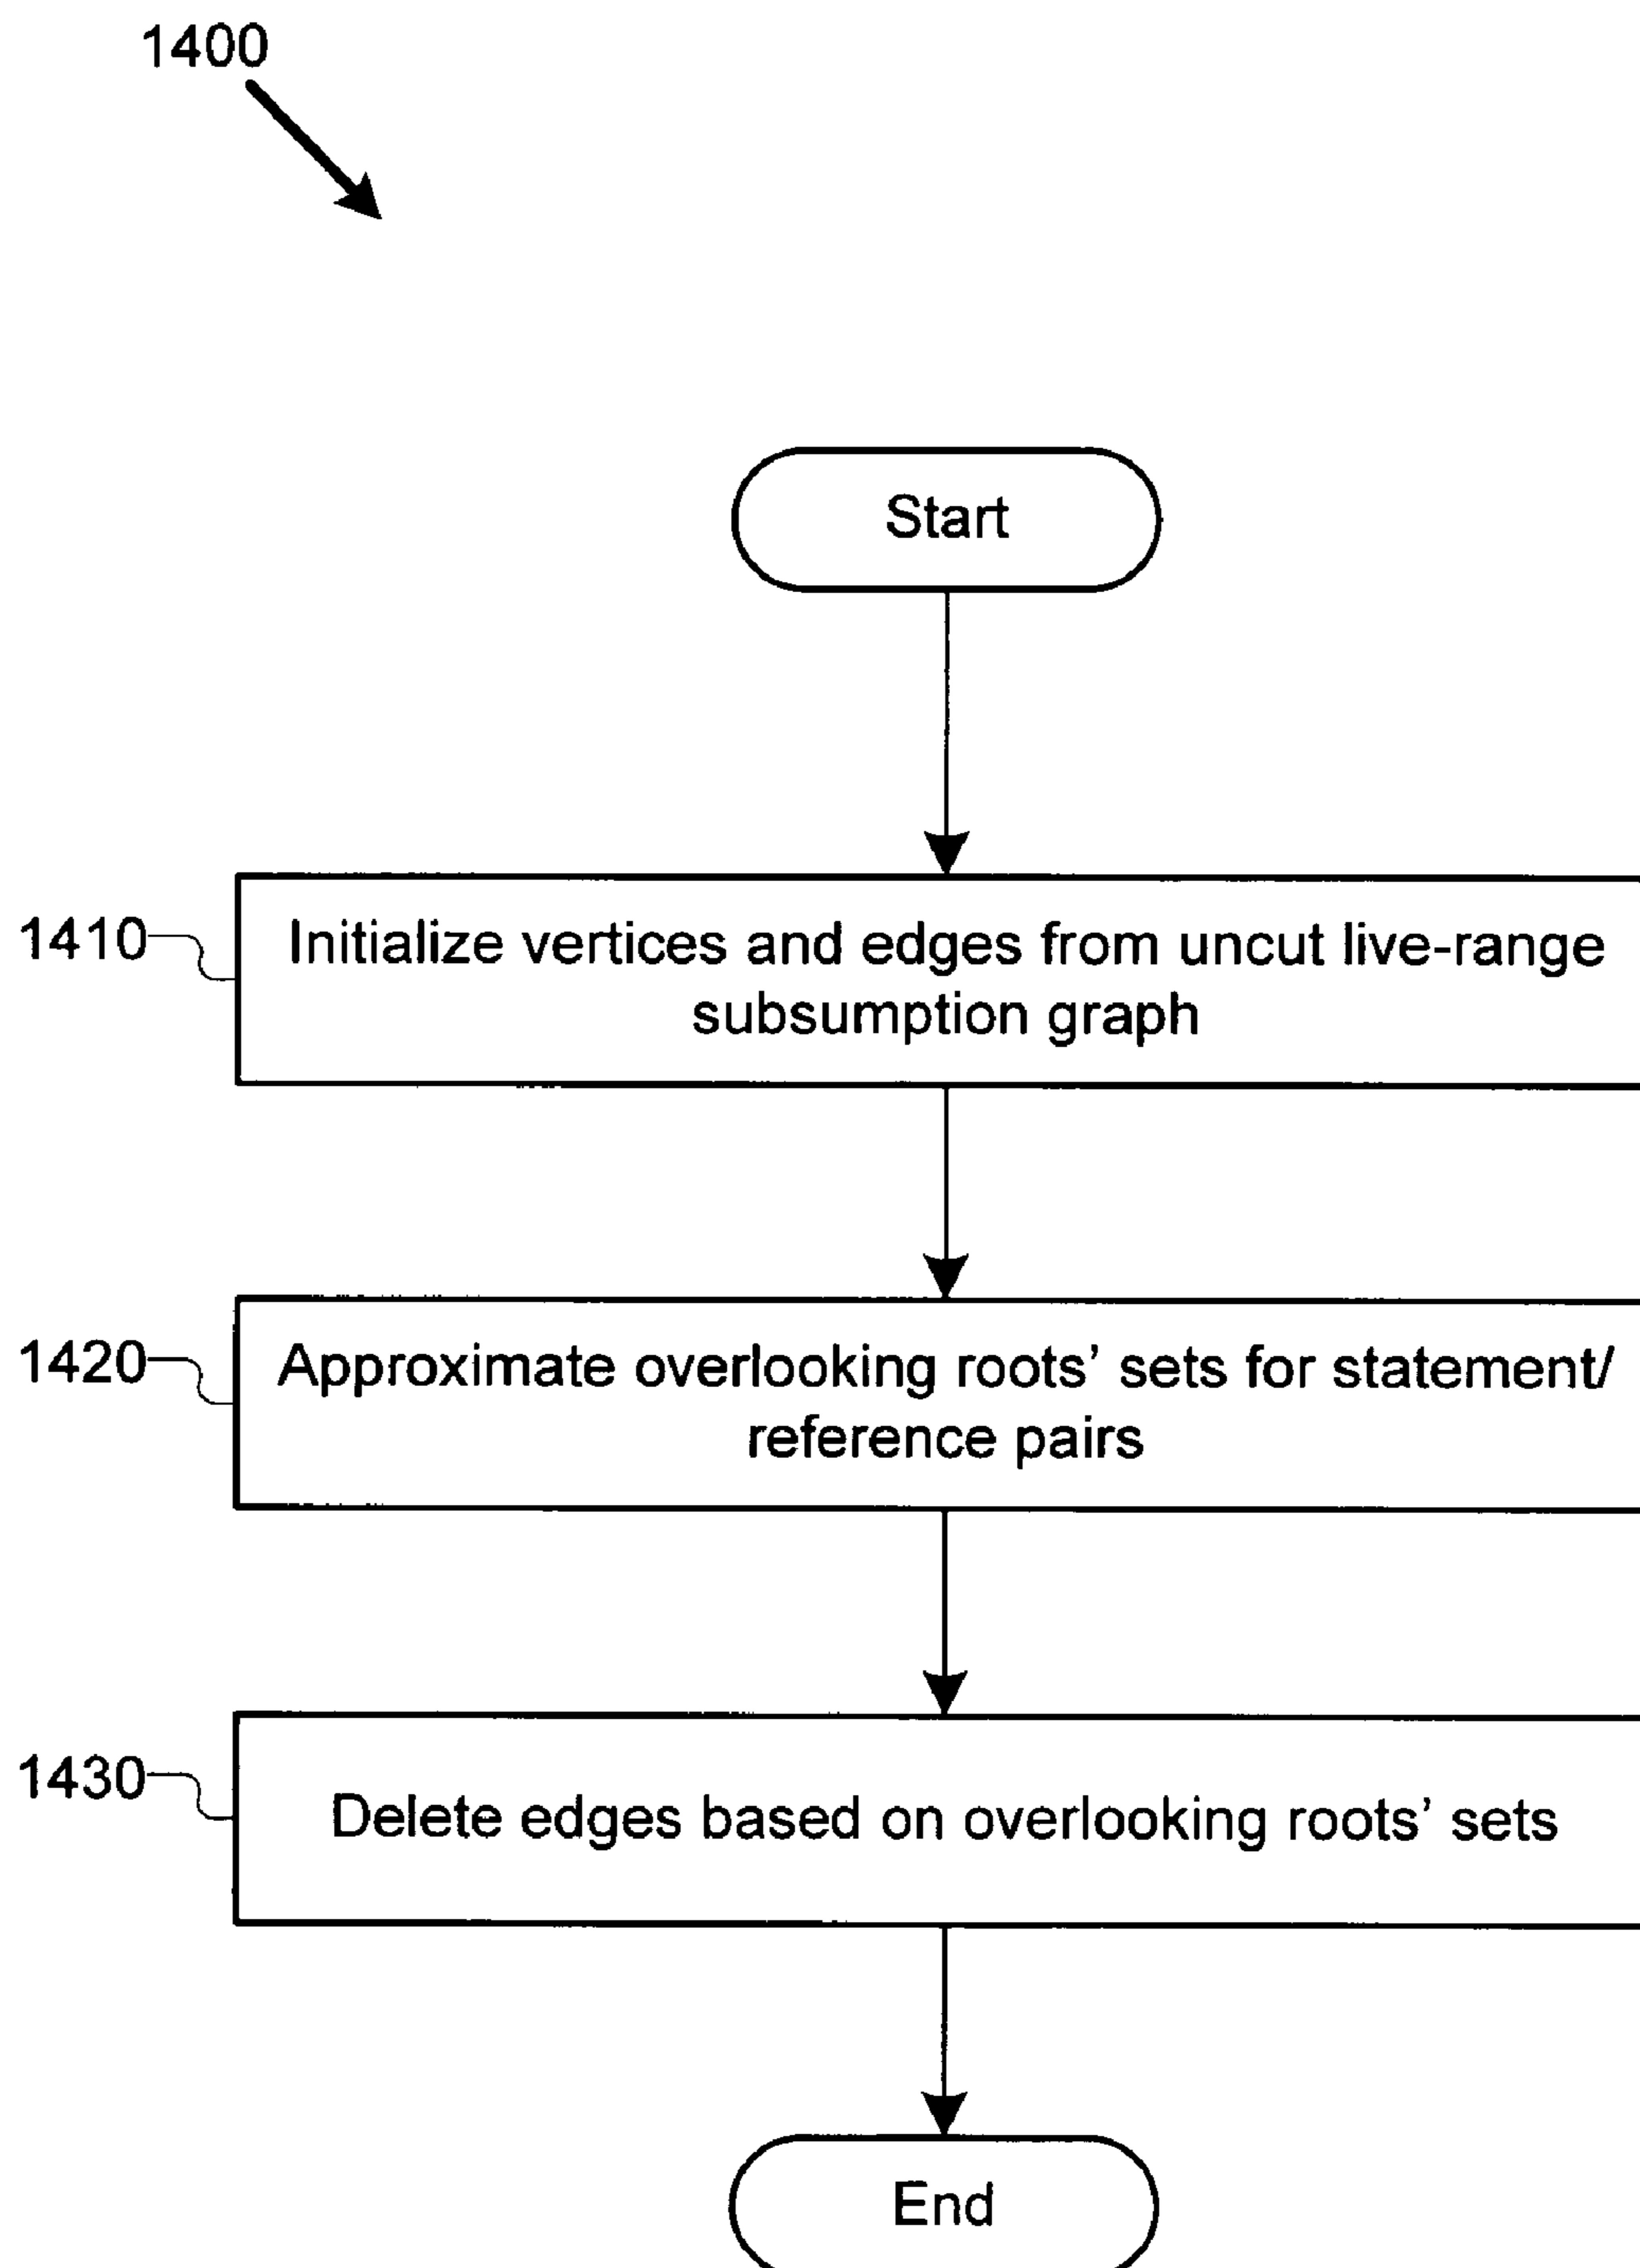 1400
Start
1410
Initialize vertices and edges from uncut live-range
subsumption graph
1420
Approximate overlooking roots’ sets for statement/
reference pairs
1430
Delete edges based on overlooking roots’ sets
End